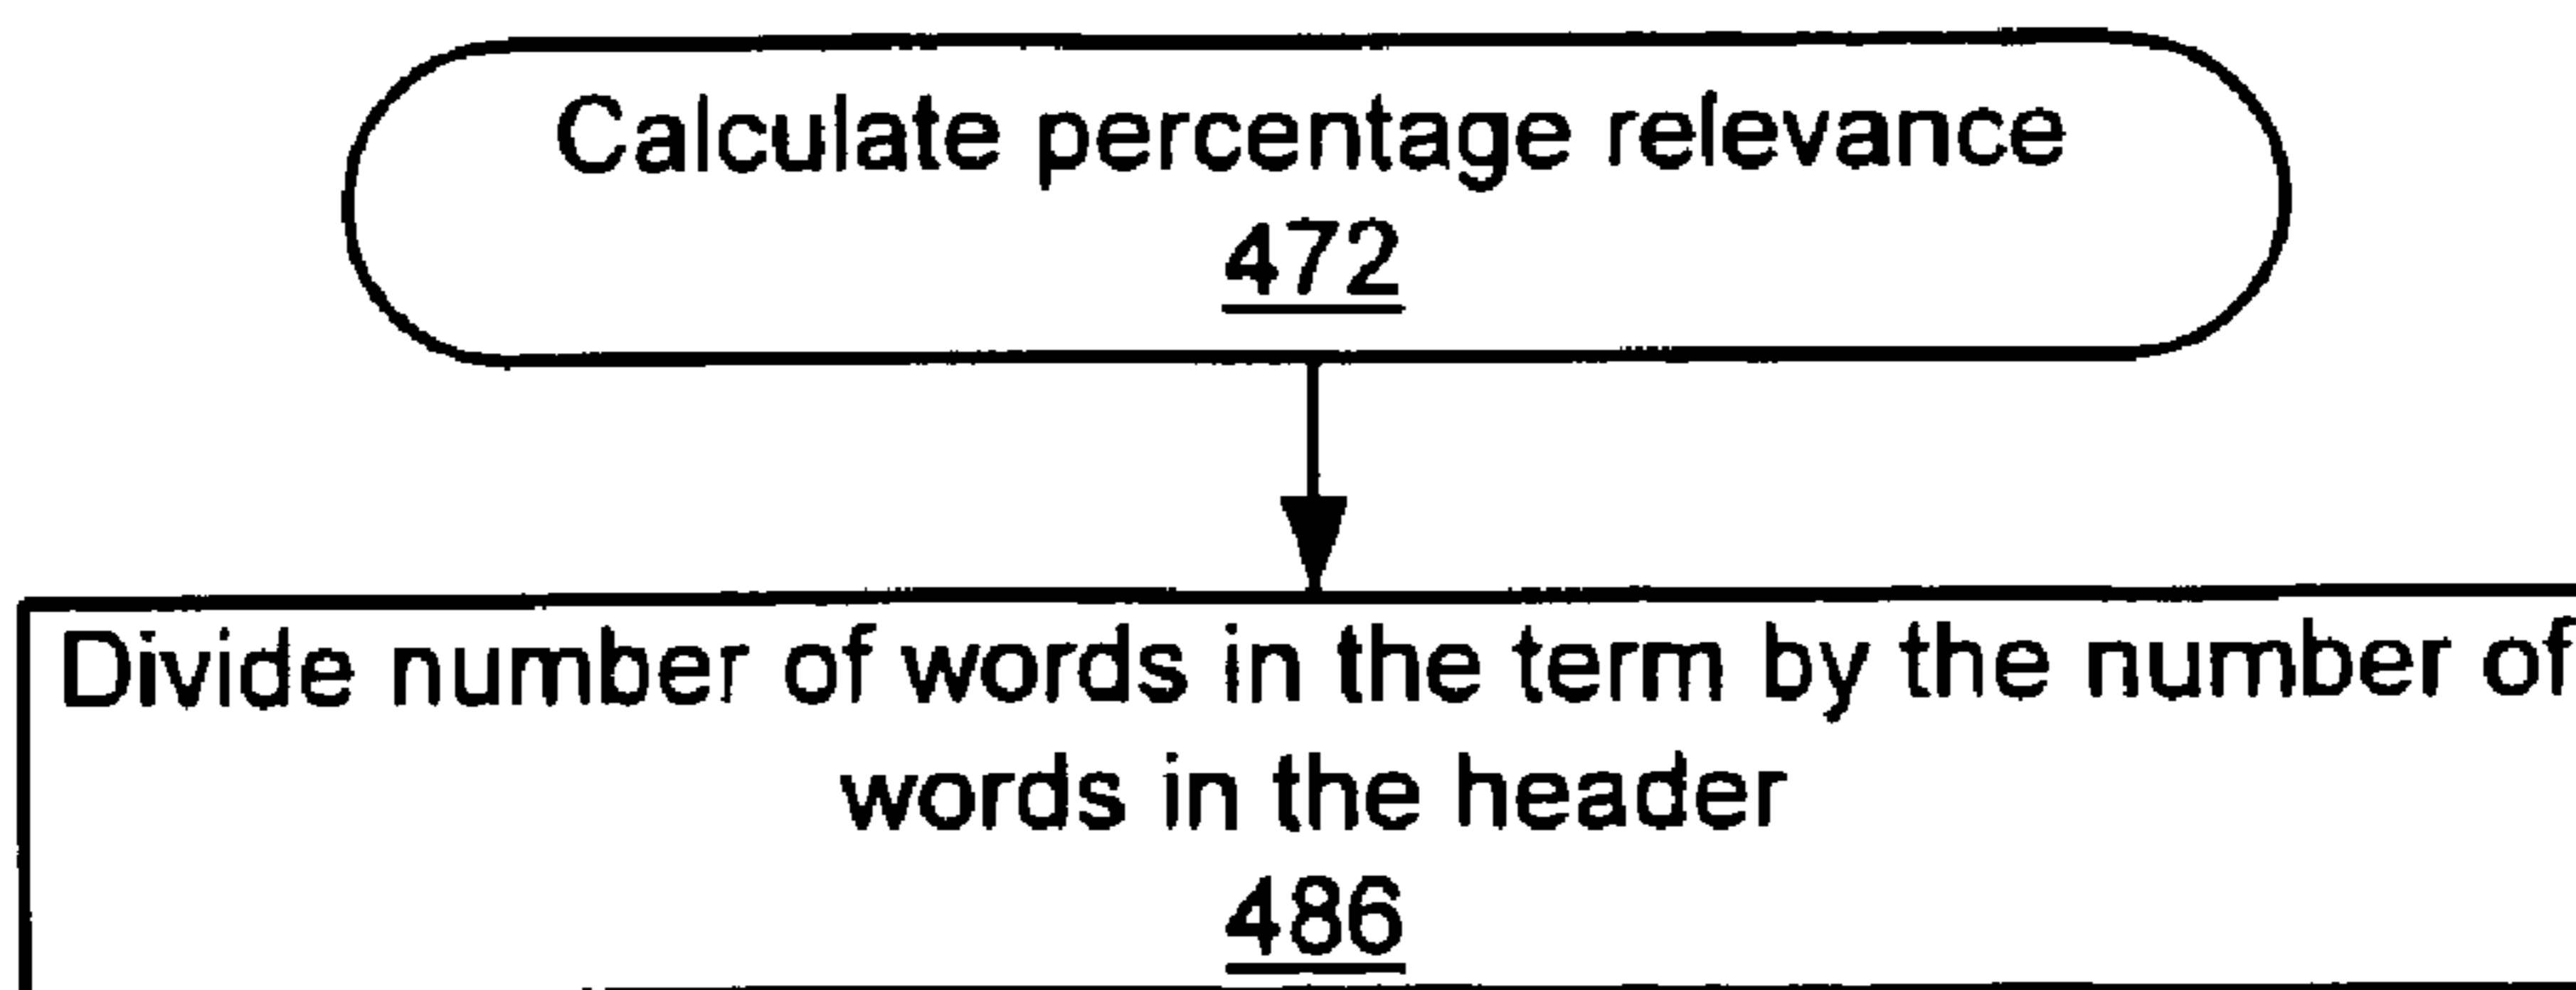 Calculate percentage relevance
472
Divide number of words in the term by the number of
words in the header
486